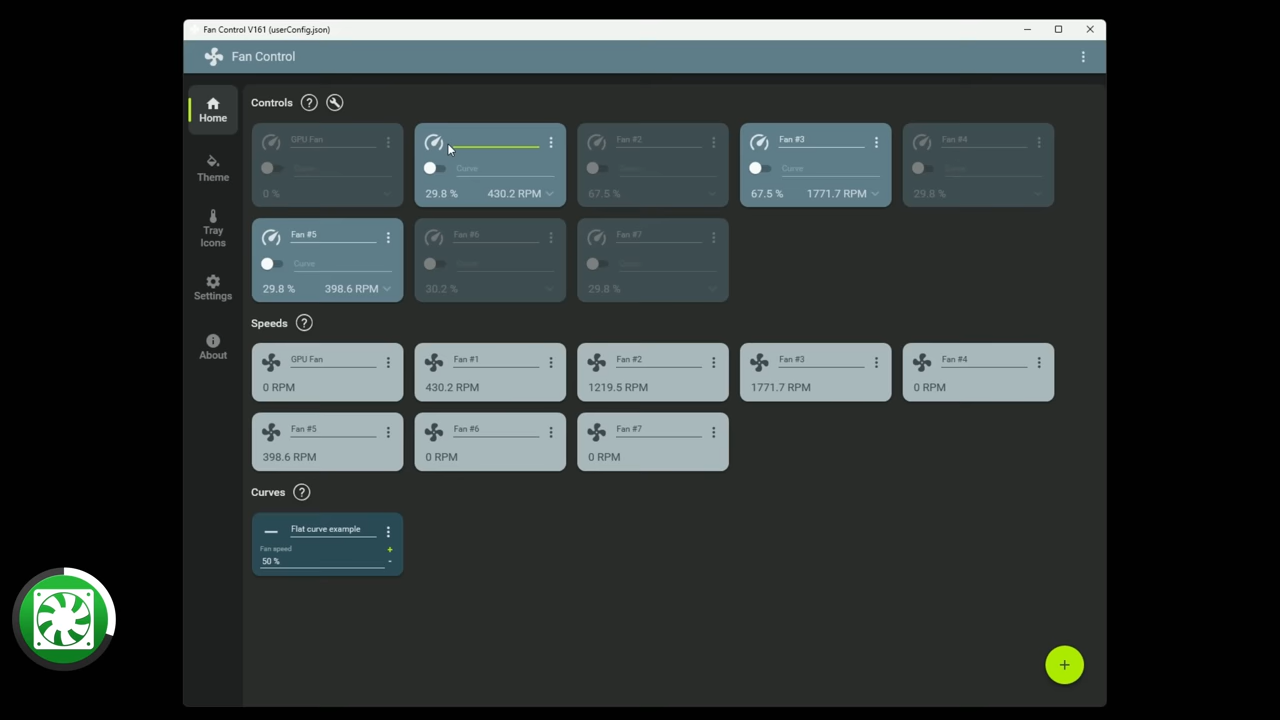 Fan Control V161 (userConfig.json)
Fan Control
Home
Theme
Tray
Icons
Settings
About
Controls ?
GPU Fan
0 %
Curve
29.8 % 430.2 RPM
Fan #2
67.5 %
Fan #3
Curve
67.5 % 1771.7 RPM
Fan #4
29.8 %
Fan #5
Curve
29.8 % 398.6 RPM
Fan #6
30.2 %
Fan #7
29.8 %
Speeds ?
GPU Fan
0 RPM
Fan #1
430.2 RPM
Fan #2
1219.5 RPM
Fan #3
1771.7 RPM
Fan #4
0 RPM
Fan #5
398.6 RPM
Fan #6
0 RPM
Fan #7
0 RPM
Curves ?
Flat curve example
Fan speed +
50 % -
+